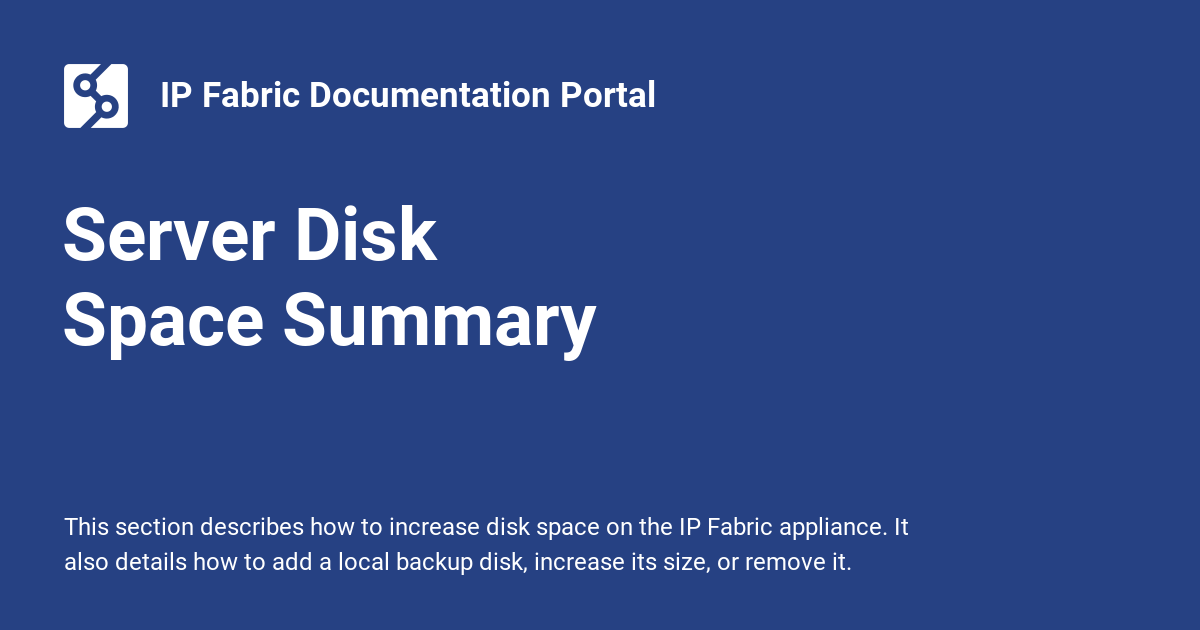 IP Fabric Documentation Portal
Server Disk
Space Summary
This section describes how to increase disk space on the IP Fabric appliance. It
also details how to add a local backup disk, increase its size, or remove it.